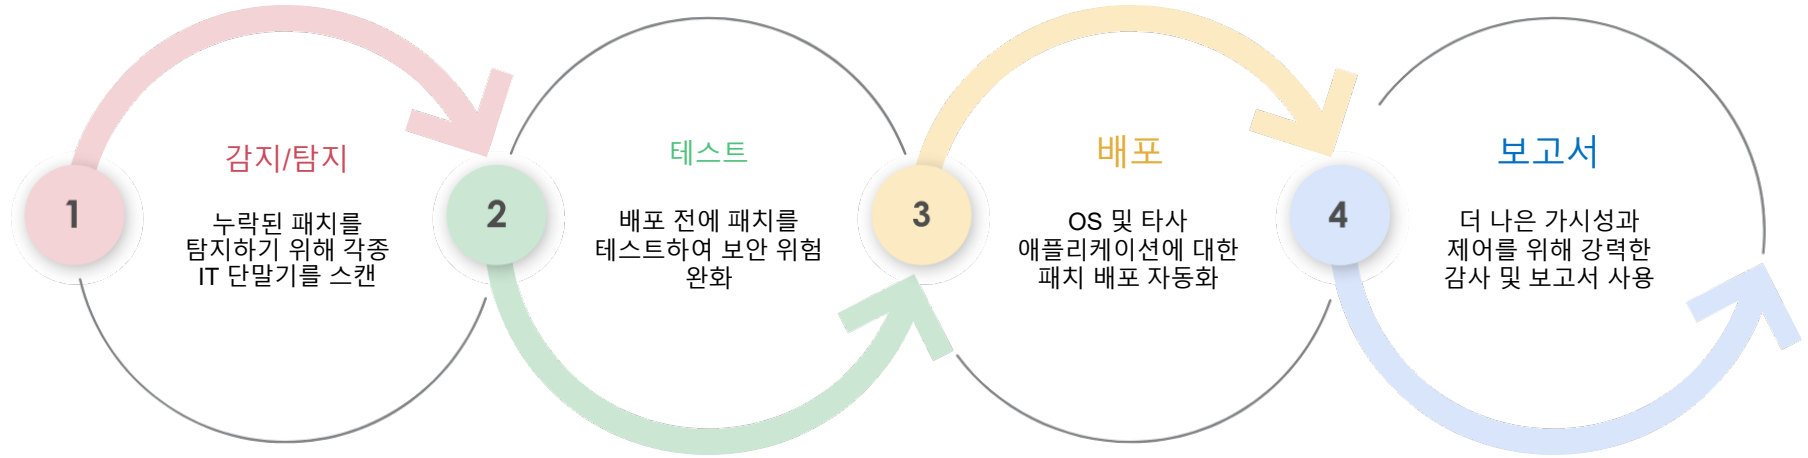 1
감지/탐지
누락된 패치를
탐지하기 위해 각종
IT 단말기를 스캔
2
테스트
배포 전에 패치를
테스트하여 보안 위험
완화
3
배포
OS 및 타사
애플리케이션에 대한
패치 배포 자동화
4
보고서
더 나은 가시성과
제어를 위해 강력한
감사 및 보고서 사용